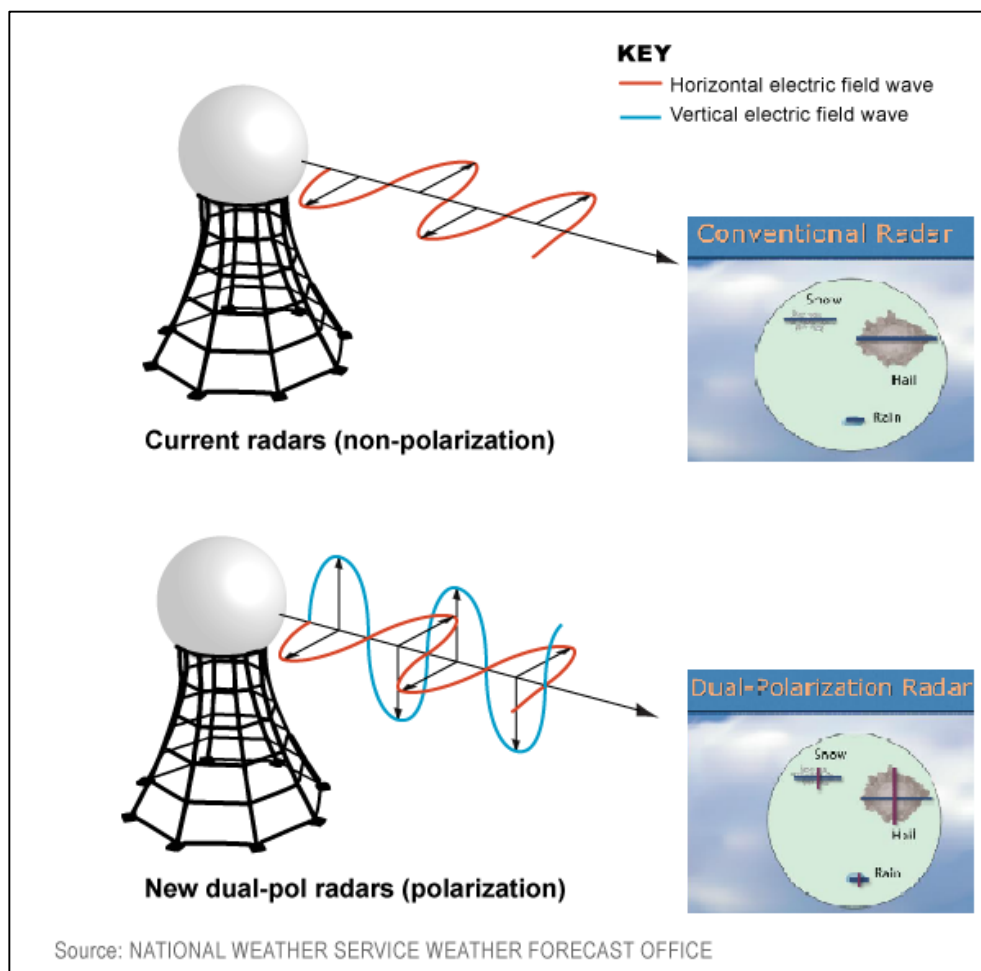 KEY
Horizontal electric field wave
Vertical electric field wave
Conventional Radar
Snow
Hail
Rain
Current radars (non-polarization)
Dual-Polarization Radar
Snow
Hail
Rain
New dual-pol radars (polarization)
Source: NATIONAL WEATHER SERVICE WEATHER FORECAST OFFICE